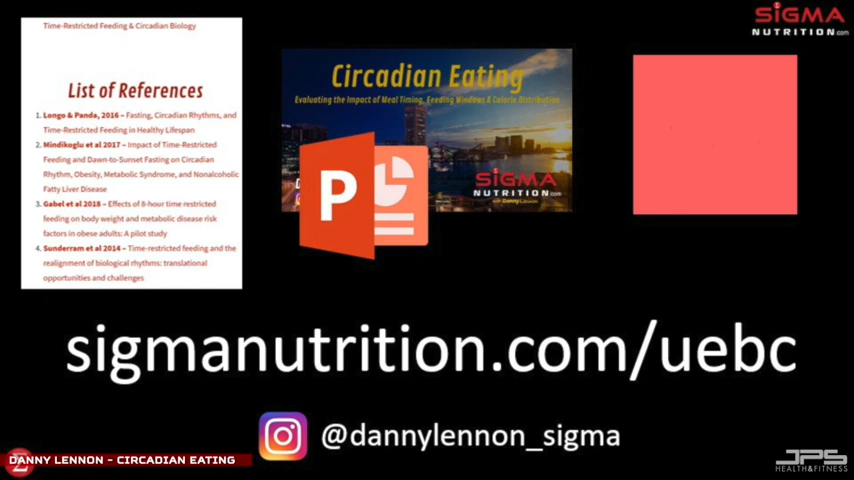 Time-Restricted Feeding & Circadian Biology
List of References
1. Longo & Panda, 2016 – Fasting, Circadian Rhythms, and
Time-Restricted Feeding in Healthy Lifespan
2. Mindikoglu et al 2017 – Impact of Time-Restricted
Feeding and Dawn-to-Sunset Fasting on Circadian
Rhythm, Obesity, Metabolic Syndrome, and Nonalcoholic
Fatty Liver Disease
3. Gabel et al 2018 – Effects of 8-hour time restricted
feeding on body weight and metabolic disease risk
factors in obese adults: A pilot study
4. Sunderram et al 2014 – Time-restricted feeding and the
realignment of biological rhythms: translational
opportunities and challenges
Circadian Eating
Evaluating the Impact of Meal Timing, Feeding Windows & Calorie Distribution
P
SIGMA
NUTRITION.com
with Danny Lennon
SIGMA
NUTRITION.com
sigmanutrition.com/uebc
@dannylennon_sigma
DANNY LENNON - CIRCADIAN EATING
JPS
HEALTH&FITNESS